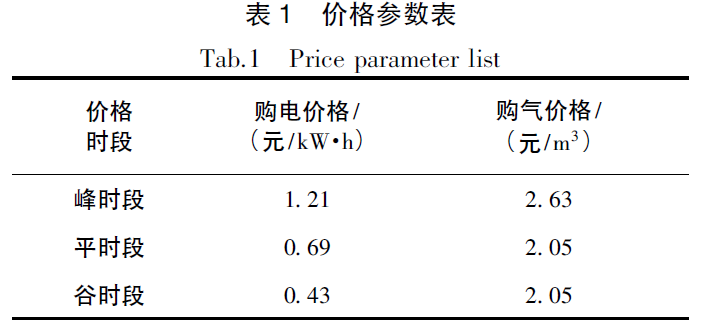 表 1 价格参数表
Tab.1 Price parameter list
价格 购电价格/ 购气价格/
时段 （元/kW·h） （元/m³）
峰时段 1.21 2.63
平时段 0.69 2.05
谷时段 0.43 2.05